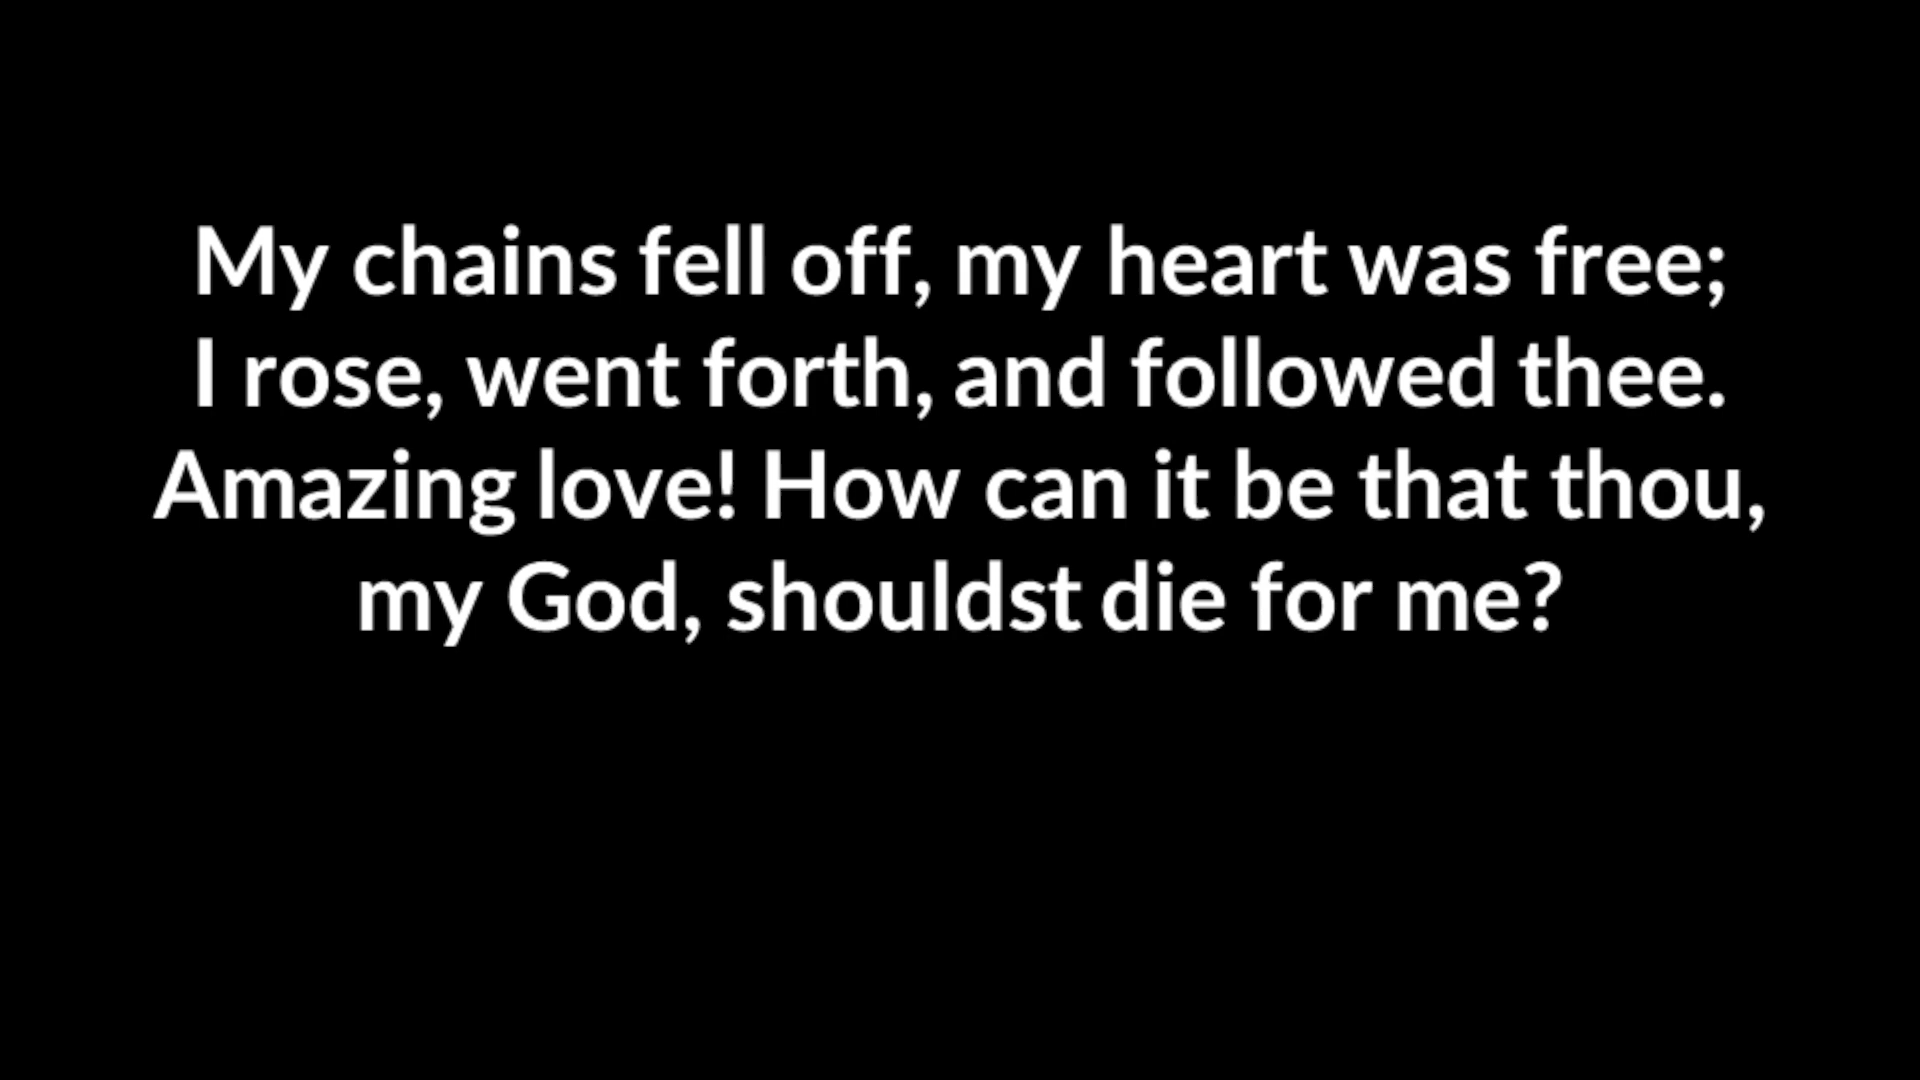 My chains fell off, my heart was free;
I rose, went forth, and followed thee.
Amazing love! How can it be that thou,
my God, shouldst die for me?